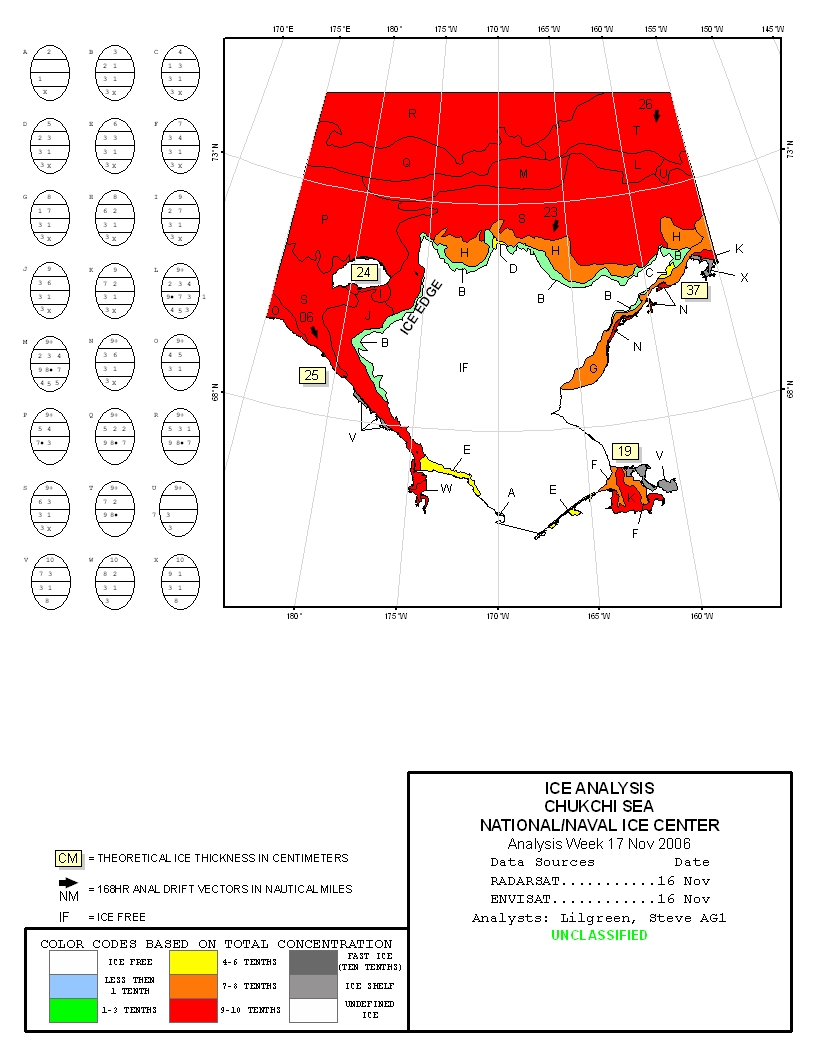 170 °E 175 °E 180 ° 175 °W 170 °W 165 °W 160 °W 155 °W 150 °W 145 °W
A 2
1
X
B 3
2 1
3 1
3 X
C 4
1 3
3 1
3 X
D 5
2 3
3 1
3 X
E 6
3 3
3 1
3 X
F 7
3 4
3 1
3 X
G 8
1 7
3 1
3 X
H 8
6 2
3 1
3 X
I 9
2 7
3 1
3 X
J 9
3 6
3 1
3 X
K 9
7 2
3 1
3 X
L 9+
2 3 4
9• 7 3 1
4 5 3
M 9+
2 3 4
9 8• 7
4 5 5
N 9+
3 6
3 1
3 X
O 9+
4 5
3 1
P 9+
5 4
7• 3
Q 9+
5 2 2
9 8• 7
R 9+
5 3 1
9 8• 7
S 9+
6 3
3 1
3 X
T 9+
7 2
9 8•
U 9+
7 3
3
V 10
7 3
3 1
8
W 10
8 2
3 1
3
X 10
9 1
3 1
8
73°N
68°N
73°N
68°N
R
26
T
Q
L
U
M
P
S
23
H
H
H
K
B
D
B
B
C
X
24
37
I
S
O
06
J
ICE EDGE
B
B
N
N
25
IF
G
V
E
W
A
E
19
F
V
K
F
180 ° 175 °W 170 °W 165 °W 160 °W
ICE ANALYSIS
CHUKCHI SEA
NATIONAL/NAVAL ICE CENTER
Analysis Week 17 Nov 2006
Data Sources Date
RADARSAT...........16 Nov
ENVISAT............16 Nov
Analysts: Lilgreen, Steve AG1
UNCLASSIFIED
CM = THEORETICAL ICE THICKNESS IN CENTIMETERS
NM = 168HR ANAL DRIFT VECTORS IN NAUTICAL MILES
IF = ICE FREE
COLOR CODES BASED ON TOTAL CONCENTRATION
ICE FREE
LESS THEN
1 TENTH
1-3 TENTHS
4-6 TENTHS
7-8 TENTHS
9-10 TENTHS
FAST ICE
(TEN TENTHS)
ICE SHELF
UNDEFINED
ICE